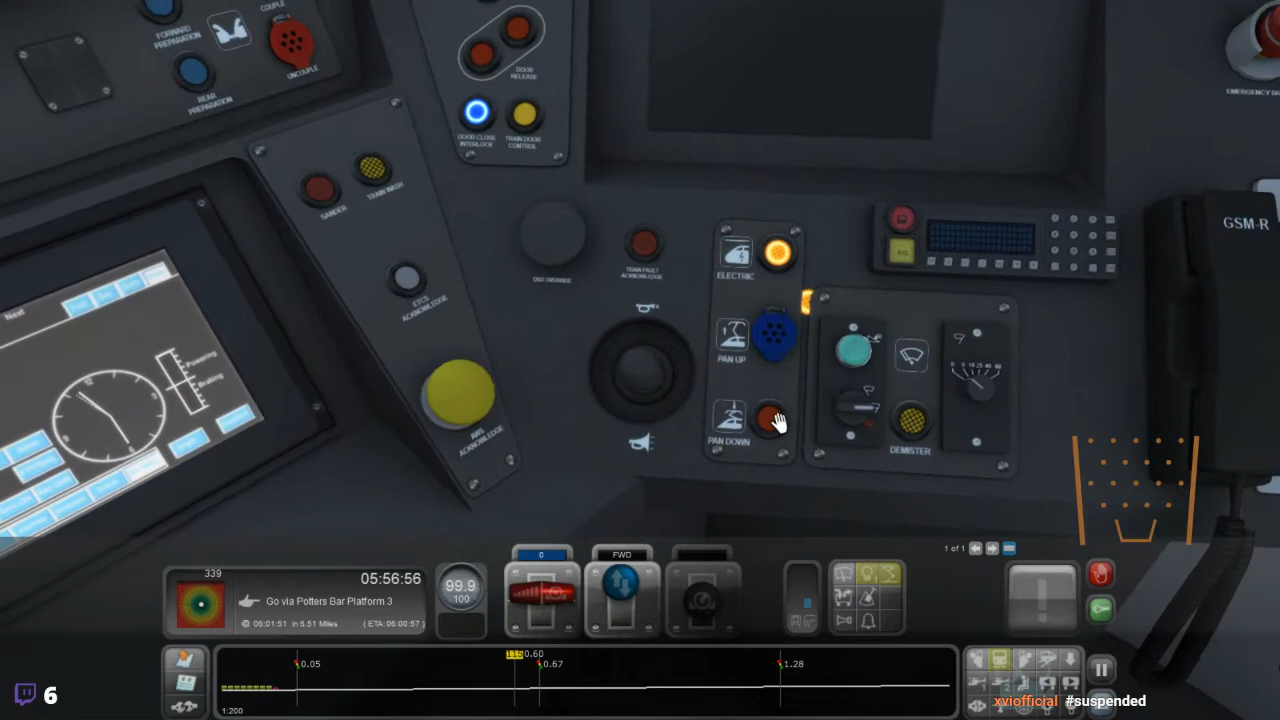 COUPLE
FORWARD
PREPARATION
UNCOUPLE
REAR
PREPARATION
DOOR
RELEASE
DOOR CLOSE
INTERLOCK
TRAIN DOOR
CONTROL
EMERGENCY
SANDER
TRAIN WASH
TRAIN FAULT
ACKNOWLEDGE
ETCS
ACKNOWLEDGE
ELECTRIC
PAN UP
PAN DOWN
GSM-R
Next
Powering
Braking
AWS
ACKNOWLEDGE
DEMISTER
339
05:56:56
Go via Potters Bar Platform 3
06:01:51 in 5.51 Miles
( ETA: 06:00:57 )
99.9
100
0
FWD
1 of 1
0.05
115
0.60
0.67
1.28
1:200
6
xviofficial #suspended